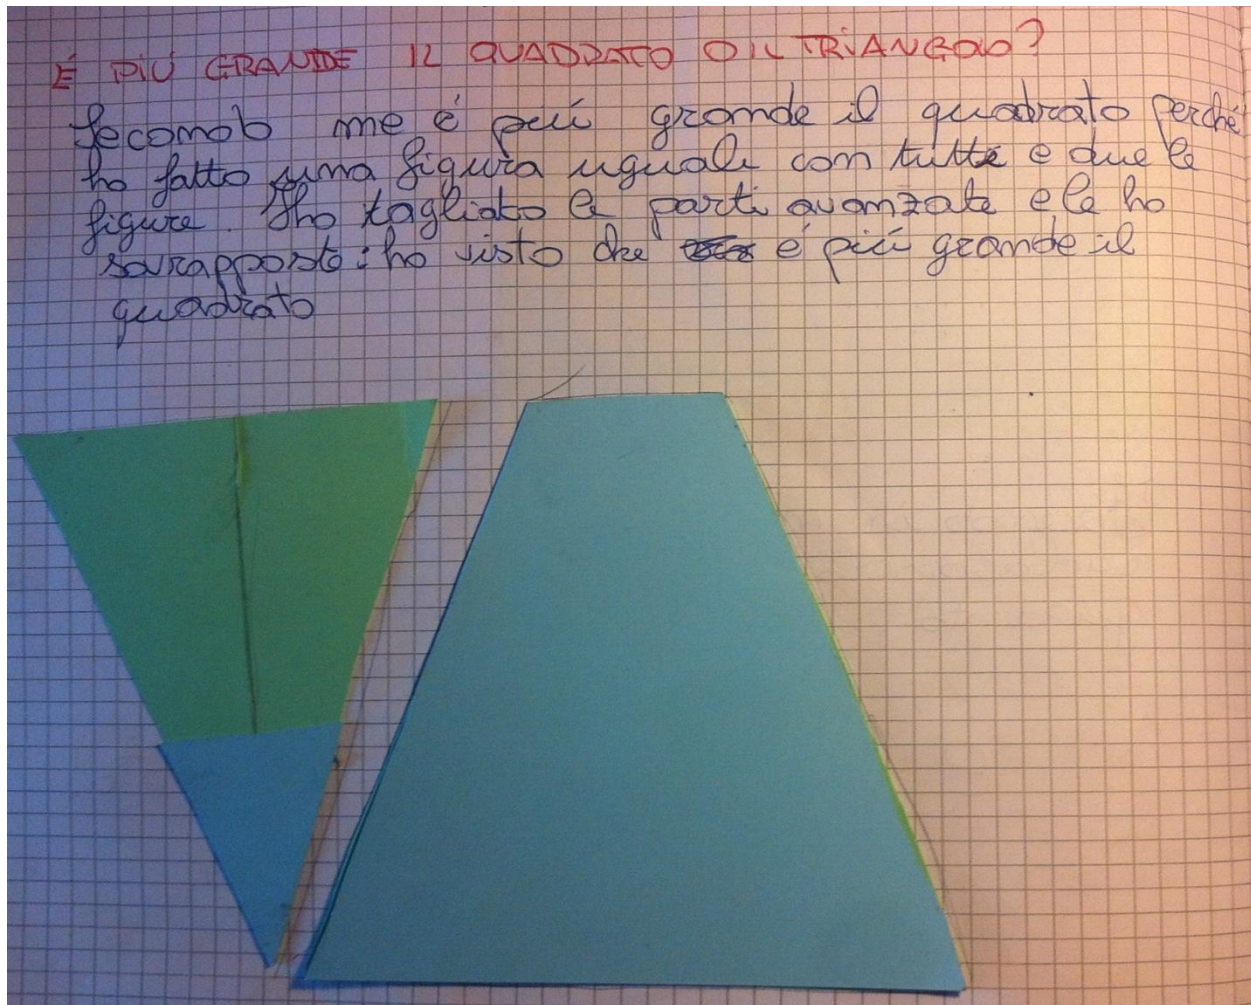 É PIÚ GRANDE IL QUADRATO O IL TRIANGOLO?
Secomob me é piú grande il quadrato perché
ho fatto una figura uguale con tutte e due le
figure. Ho tagliato le parti avanzate e le ho
sovrapposte: ho visto che é piú grande il
quadrato